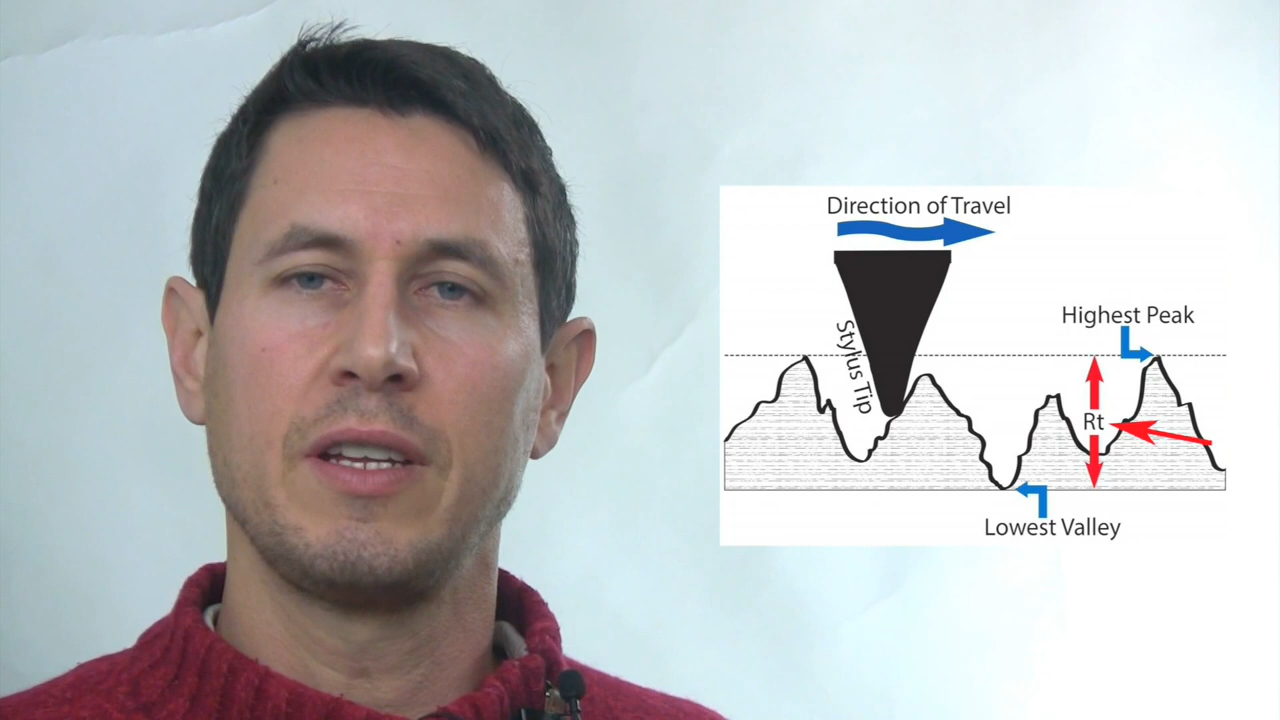 Direction of Travel
Stylus Tip
Highest Peak
Rt
Lowest Valley